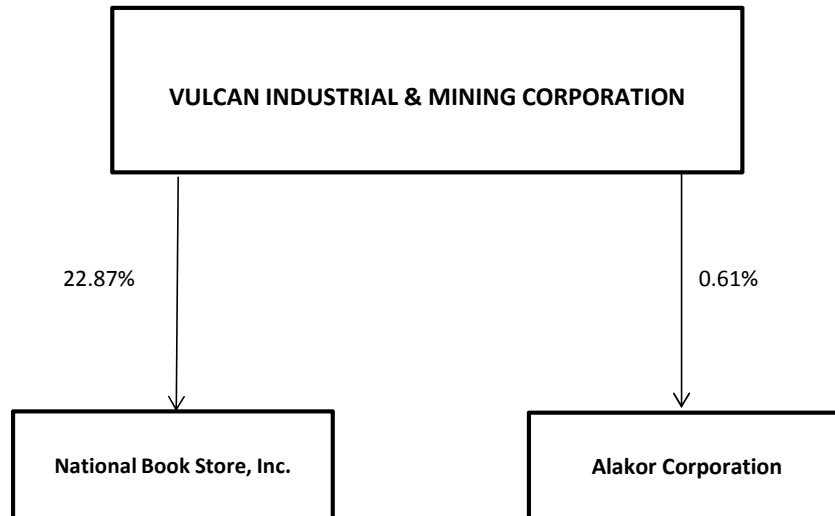 VULCAN INDUSTRIAL & MINING CORPORATION
22.87%
0.61%
National Book Store, Inc.
Alakor Corporation